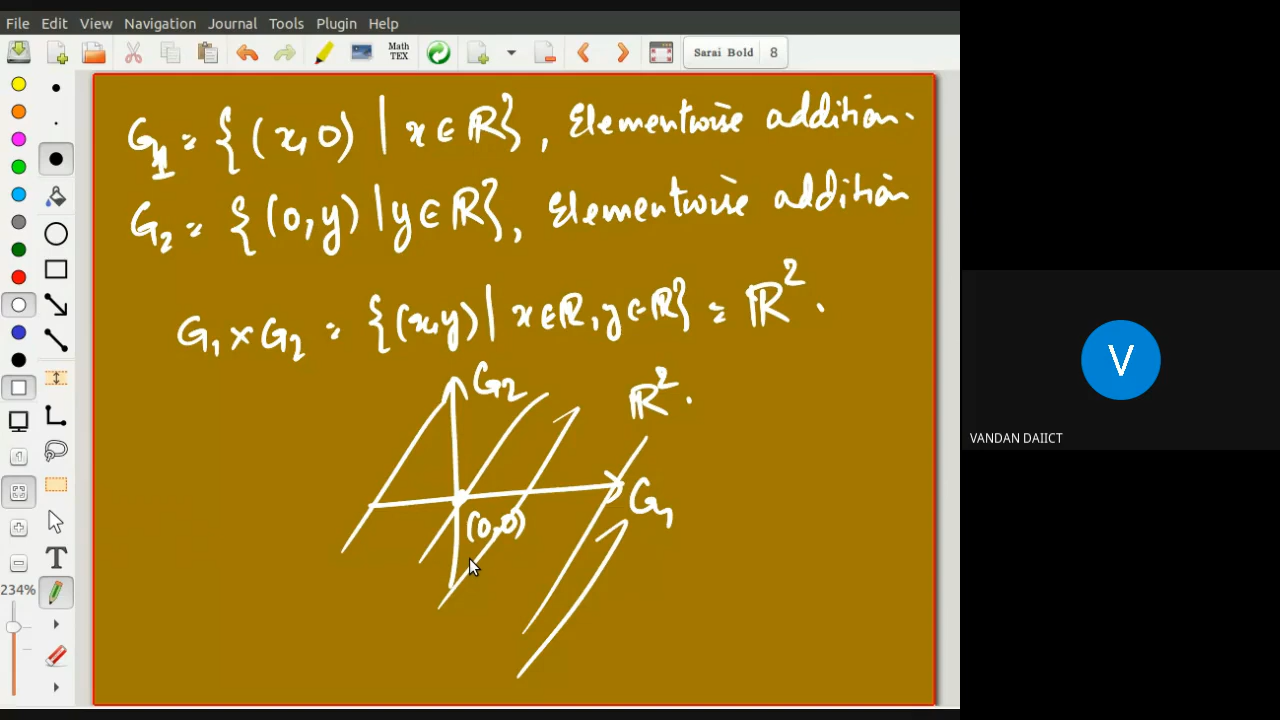 File Edit View Navigation Journal Tools Plugin Help
Math TEX
Sarai Bold 8
G₁ = {(x, 0) | x ∈ ℝ}, Elementwise addition.
G₂ = {(0, y) | y ∈ ℝ}, Elementwise addition
G₁ × G₂ = {(x, y) | x ∈ ℝ, y ∈ ℝ} = ℝ².
G₂
ℝ².
G₁
(0,0)
234%
T
V
VANDAN DAIICT